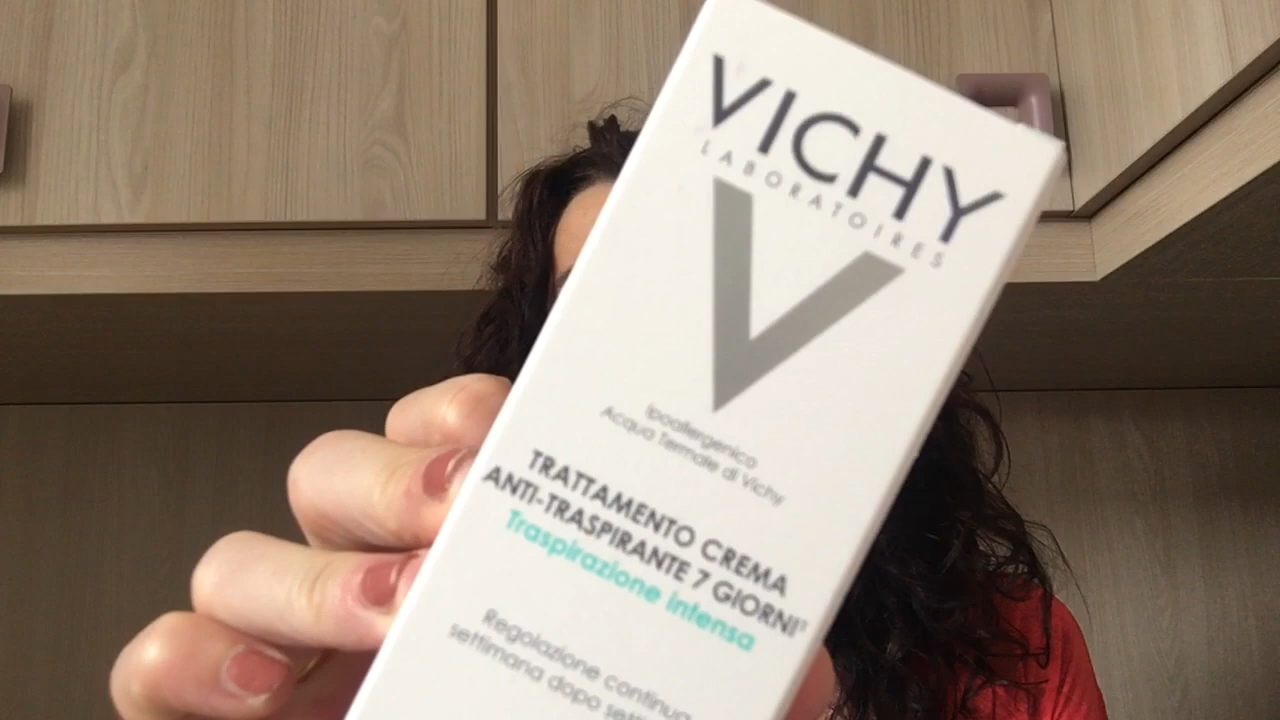 VICHY
LABORATOIRES
V
Ipoallergenico
Acqua Termale di Vichy
TRATTAMENTO CREMA
ANTI-TRASPIRANTE 7 GIORNI
Traspirazione intensa
Regolazione continua
settimana dopo